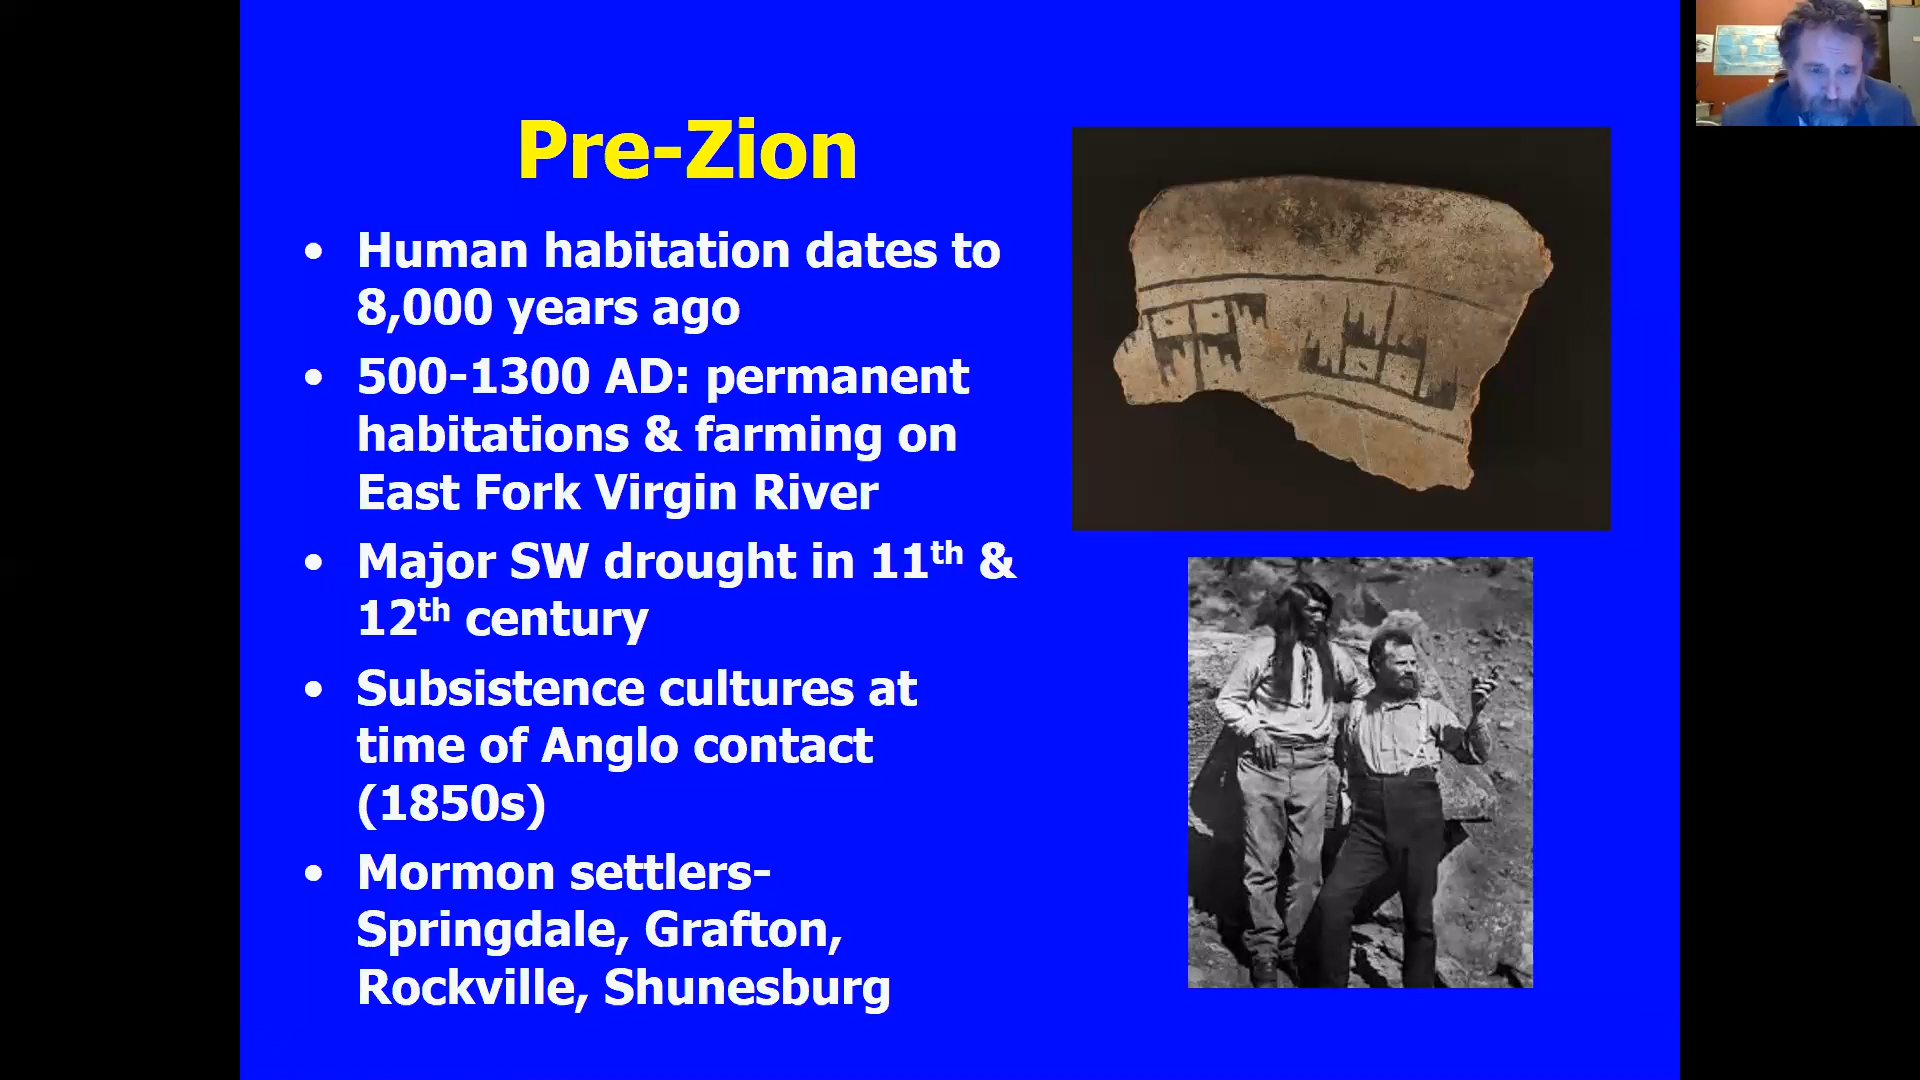 Pre-Zion
• Human habitation dates to
8,000 years ago
• 500-1300 AD: permanent
habitations & farming on
East Fork Virgin River
• Major SW drought in 11th &
12th century
• Subsistence cultures at
time of Anglo contact
(1850s)
• Mormon settlers-
Springdale, Grafton,
Rockville, Shunesburg